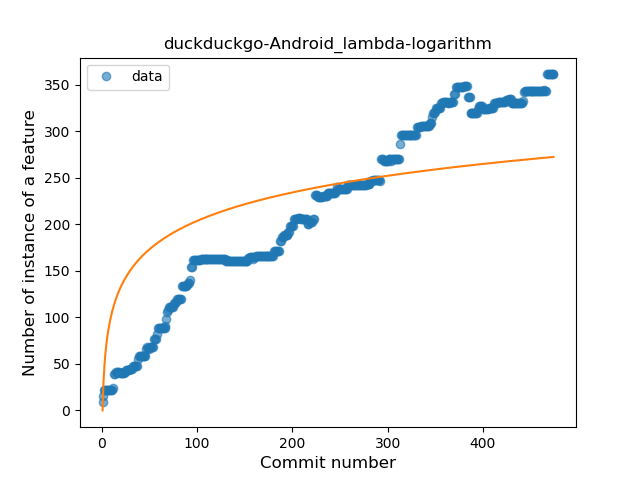 duckduckgo-Android_lambda-logarithm
data
Number of instance of a feature
350
300
250
200
150
100
50
0
0 100 200 300 400
Commit number